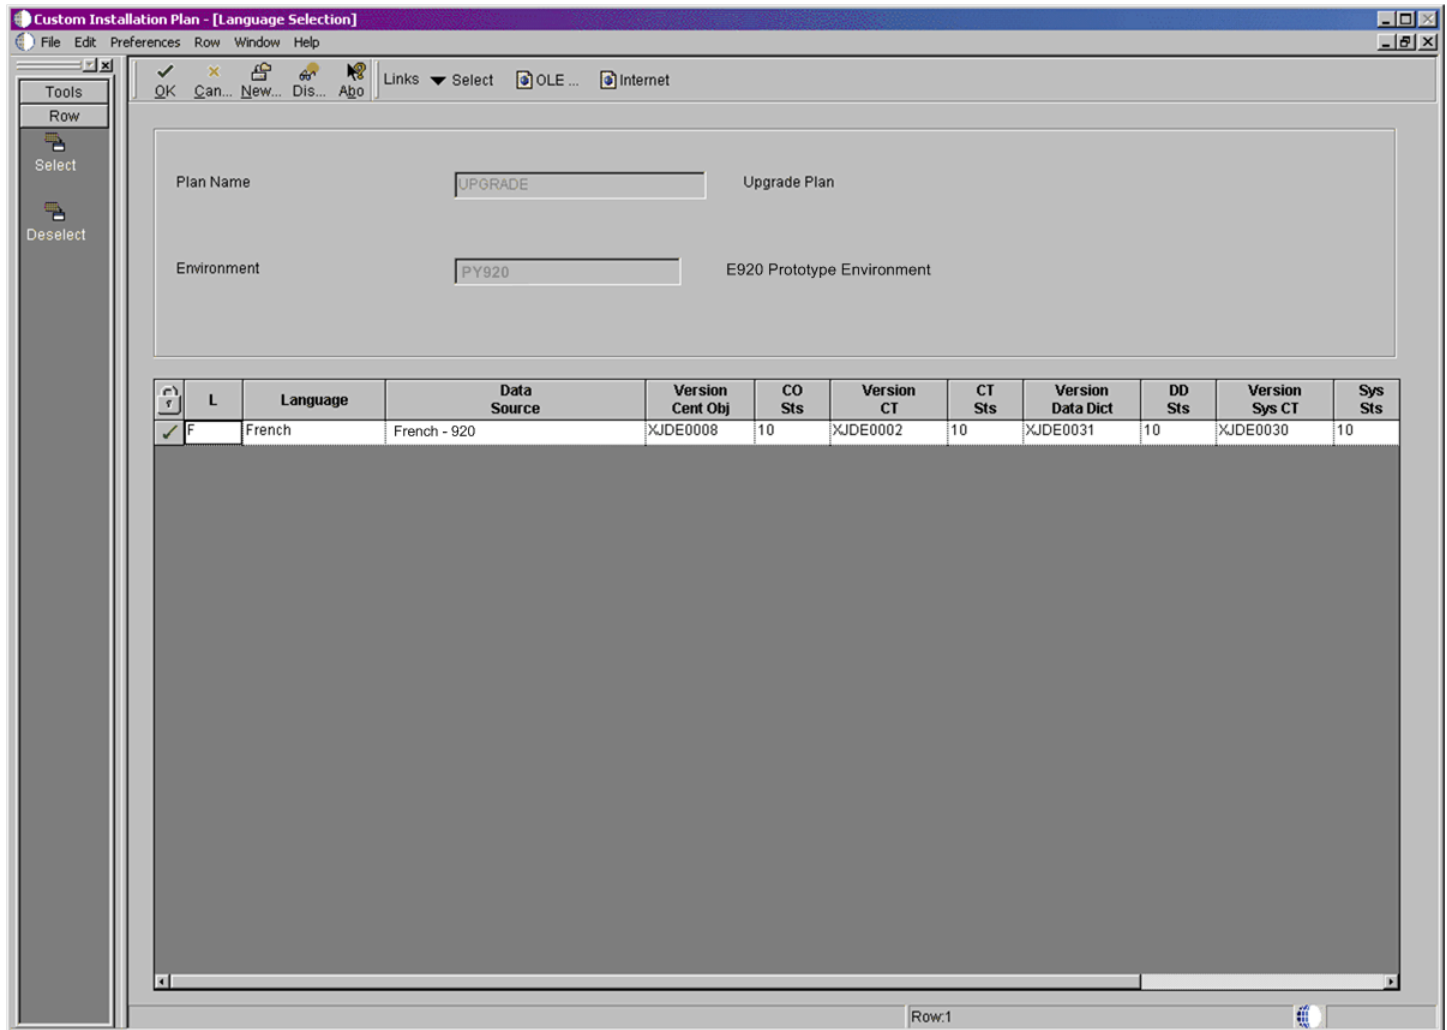 Custom Installation Plan - [Language Selection]
File Edit Preferences Row Window Help
Tools
Row
Select
Deselect
OK Can... New... Dis... Abo Links Select OLE ... Internet
Plan Name UPGRADE Upgrade Plan
Environment PY920 E920 Prototype Environment
L Language Data Source Version Cent Obj CO Sts Version CT CT Sts Version Data Dict DD Sts Version Sys CT Sys Sts
F French French - 920 XJDE0008 10 XJDE0002 10 XJDE0031 10 XJDE0030 10
Row:1